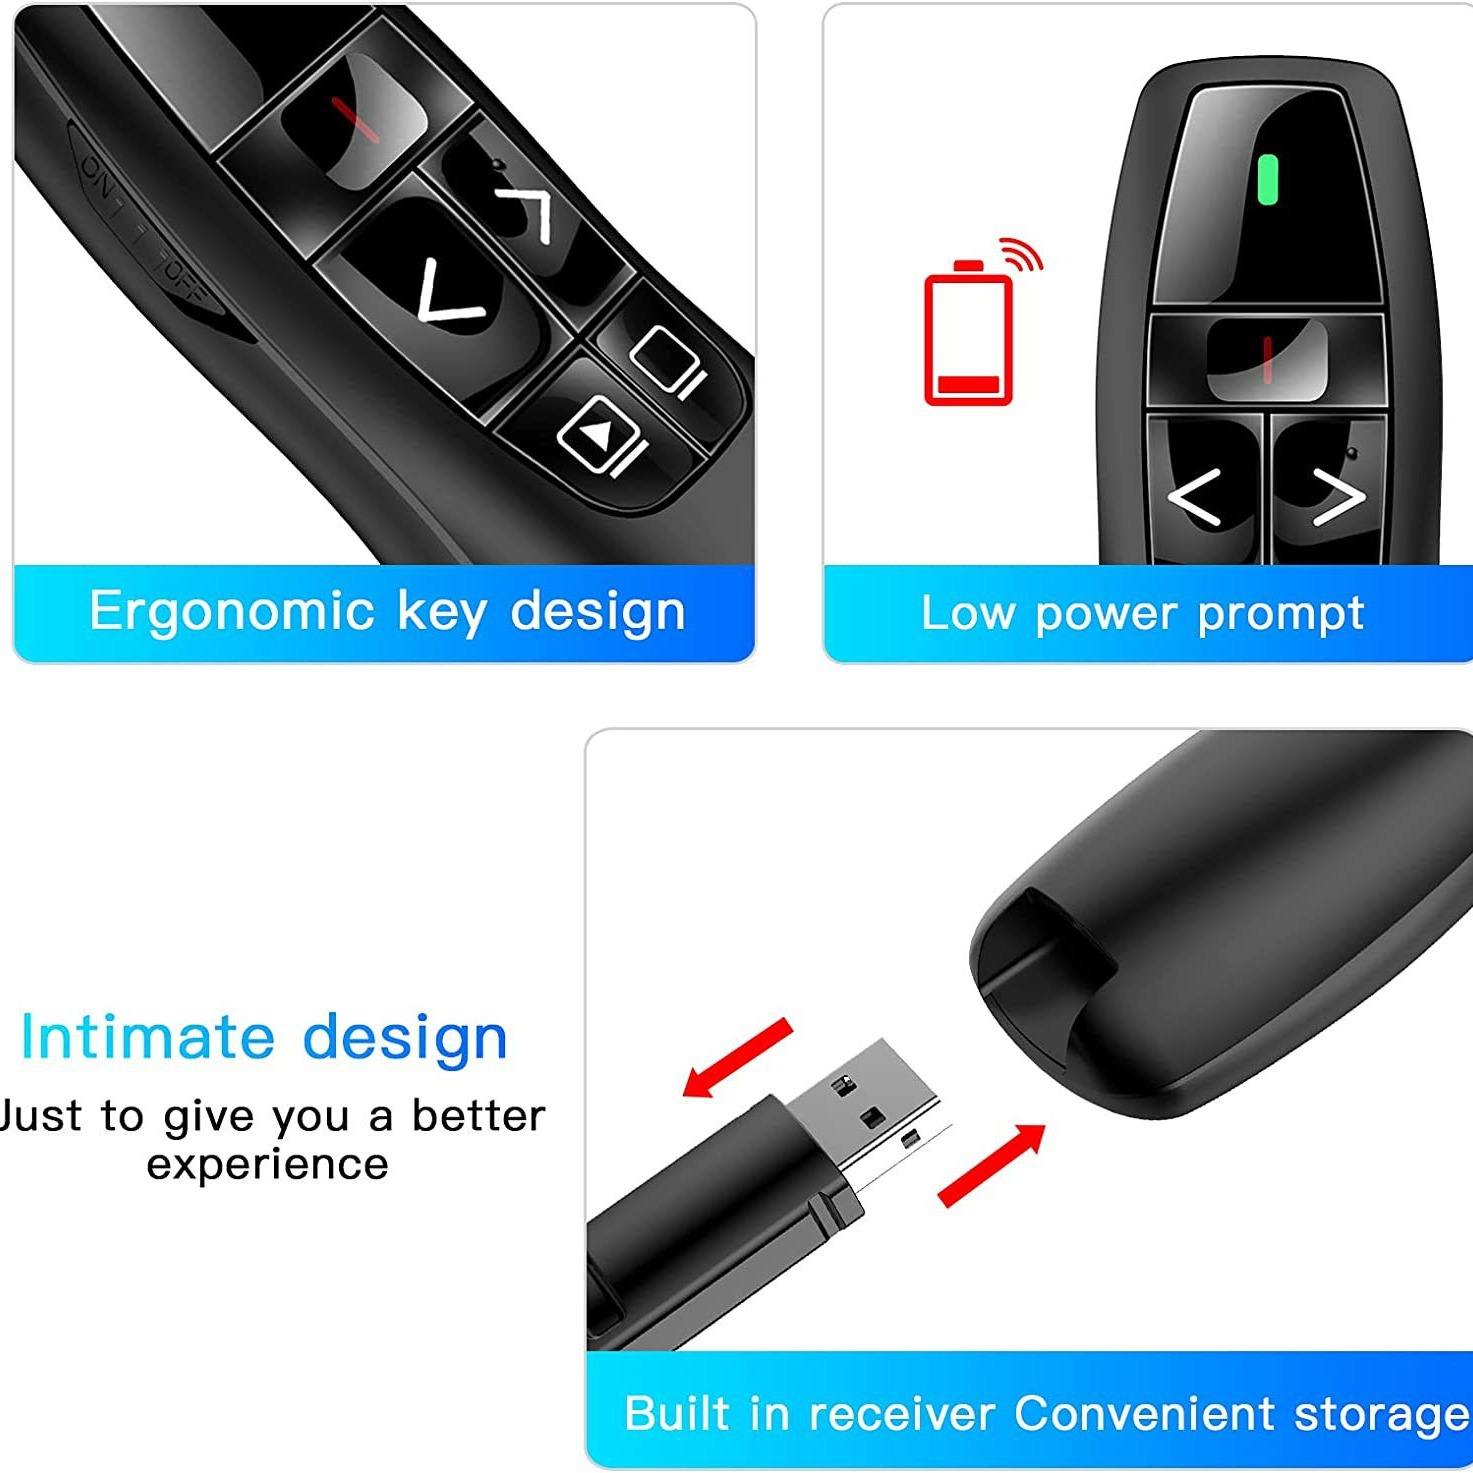 ON
OFF
Ergonomic key design
Low power prompt
Intimate design
Just to give you a better
experience
Built in receiver Convenient storage